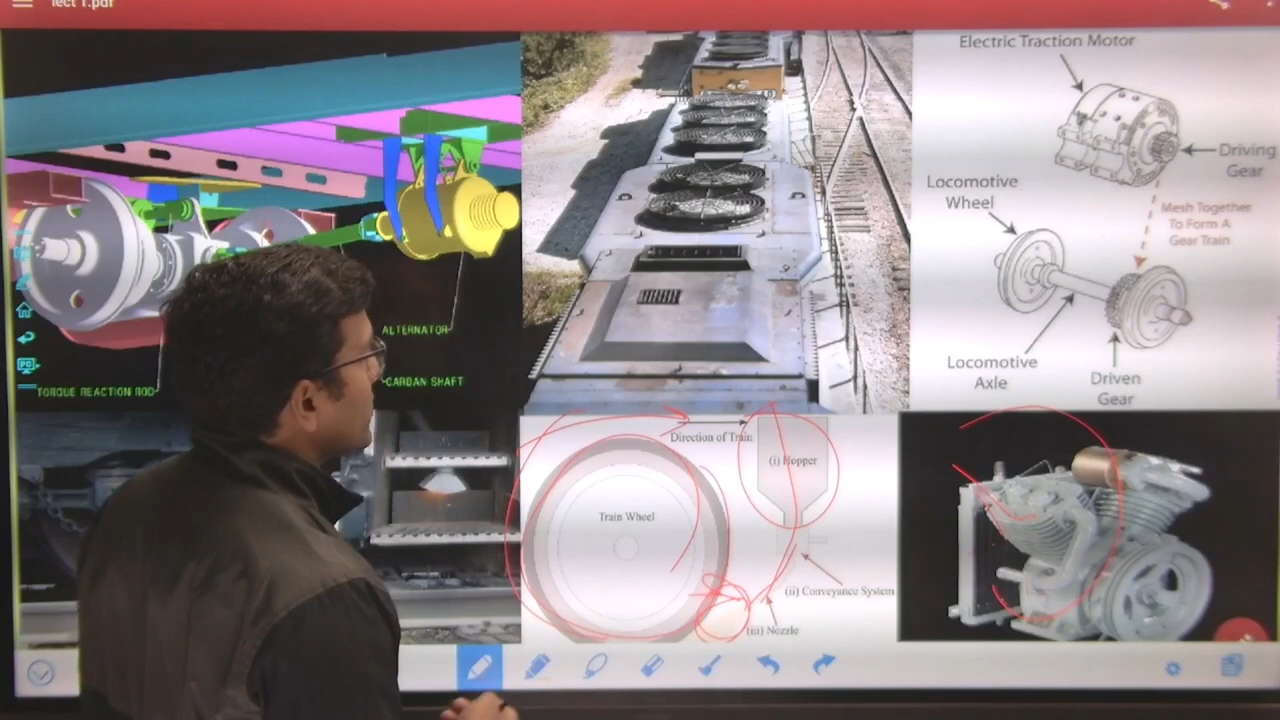 lect 1.pdf
ALTERNATOR
CARDAN SHAFT
TORQUE REACTION ROD
Electric Traction Motor
Driving
Gear
Locomotive
Wheel
Mesh Together
To Form A
Gear Train
Locomotive
Axle
Driven
Gear
Direction of Train
(i) Hopper
Train Wheel
(ii) Conveyance System
(iii) Nozzle